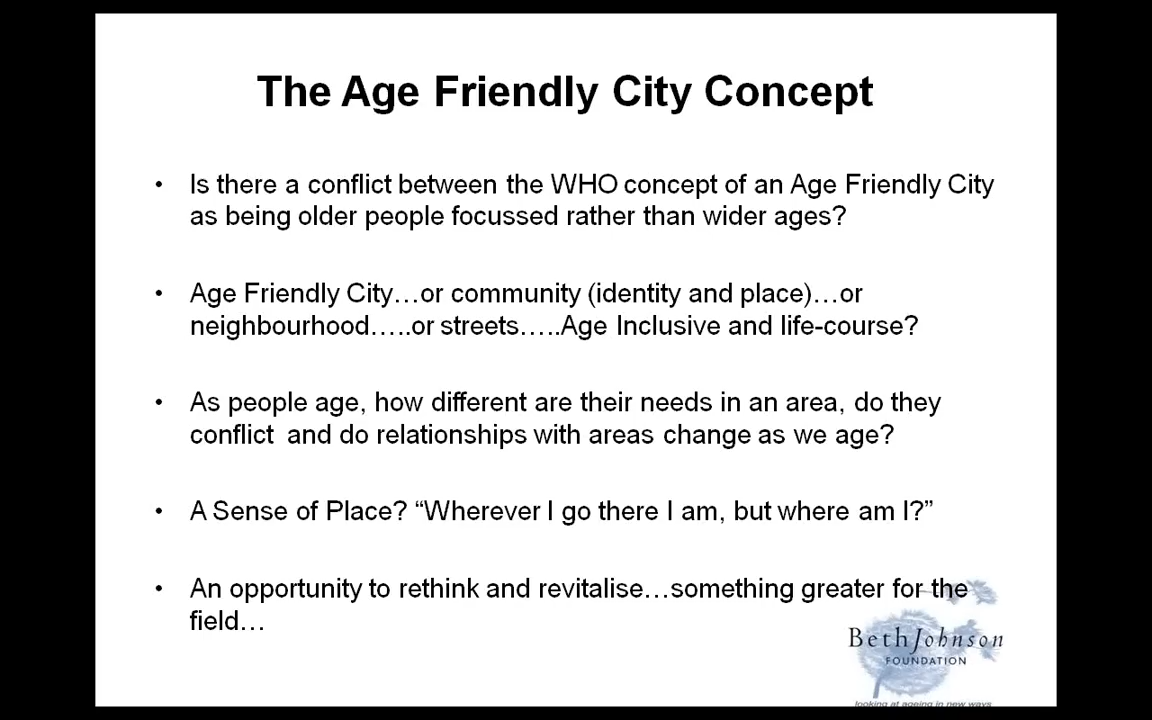 The Age Friendly City Concept
• Is there a conflict between the WHO concept of an Age Friendly City
as being older people focussed rather than wider ages?
• Age Friendly City…or community (identity and place)…or
neighbourhood…..or streets…..Age Inclusive and life-course?
• As people age, how different are their needs in an area, do they
conflict  and do relationships with areas change as we age?
• A Sense of Place? “Wherever I go there I am, but where am I?”
• An opportunity to rethink and revitalise…something greater for the
field…
Beth Johnson
FOUNDATION
looking at ageing in new ways